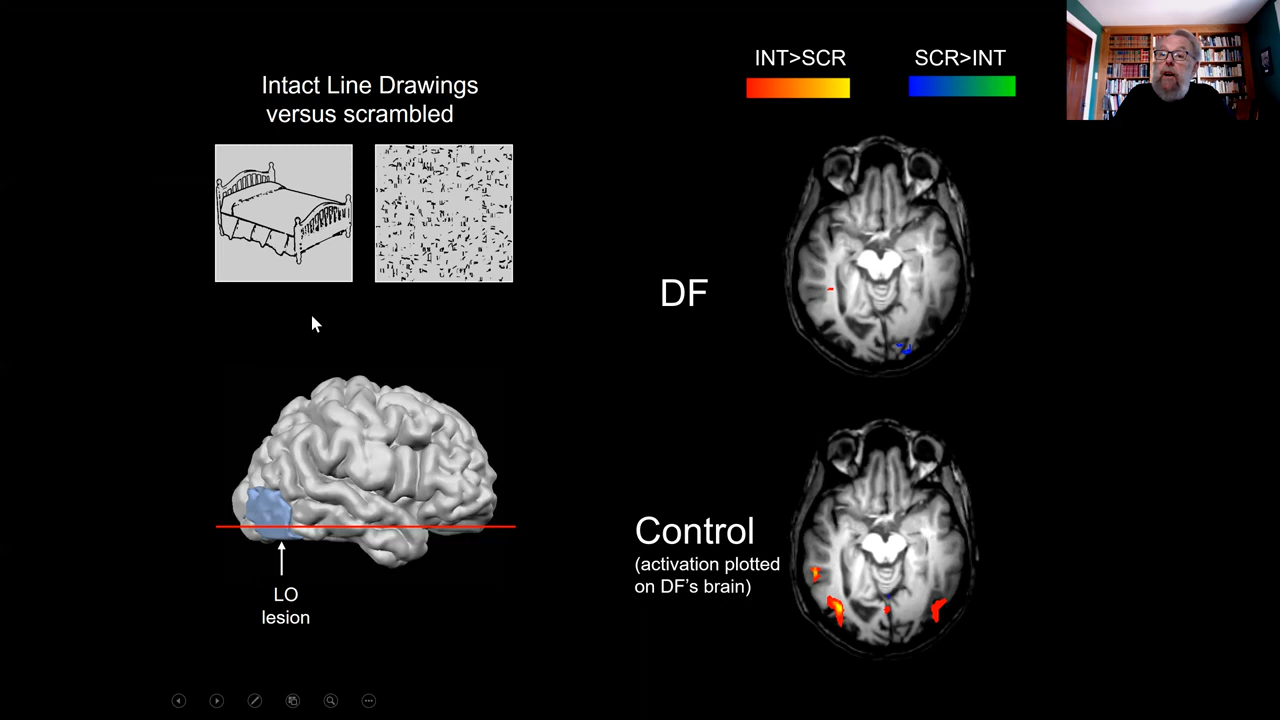 Intact Line Drawings
versus scrambled
INT>SCR
SCR>INT
DF
LO
lesion
Control
(activation plotted
on DF's brain)